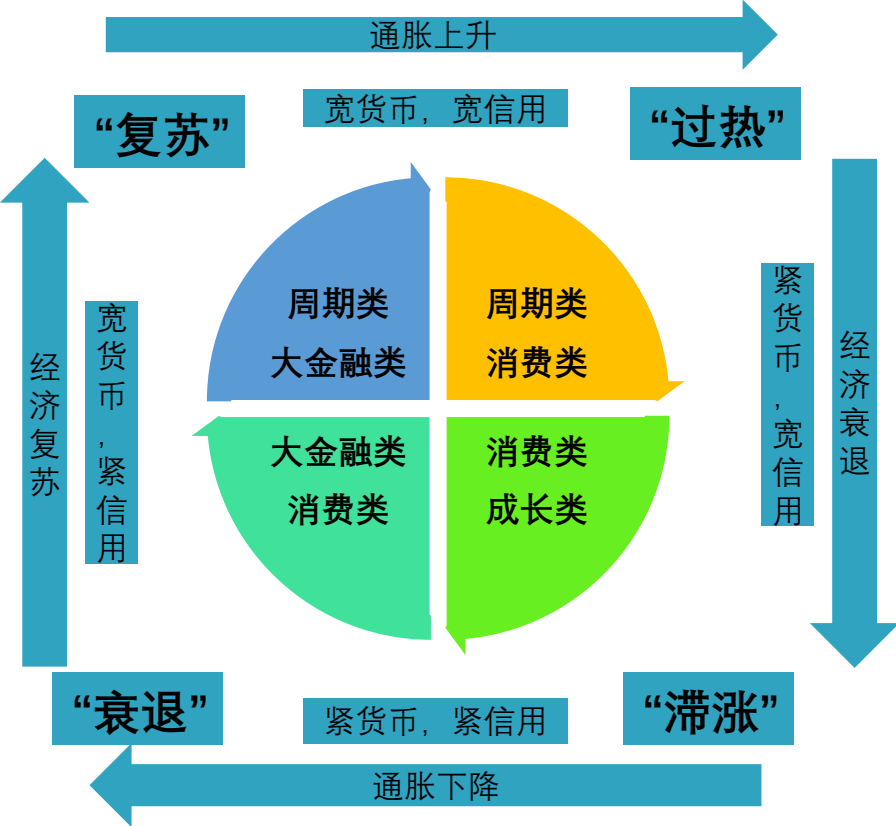 通胀上升
“复苏”
宽货币，宽信用
“过热”
经济复苏
宽货币，紧信用
周期类
大金融类
周期类
消费类
大金融类
消费类
消费类
成长类
紧货币，宽信用
经济衰退
“衰退”
紧货币，紧信用
“滞涨”
通胀下降